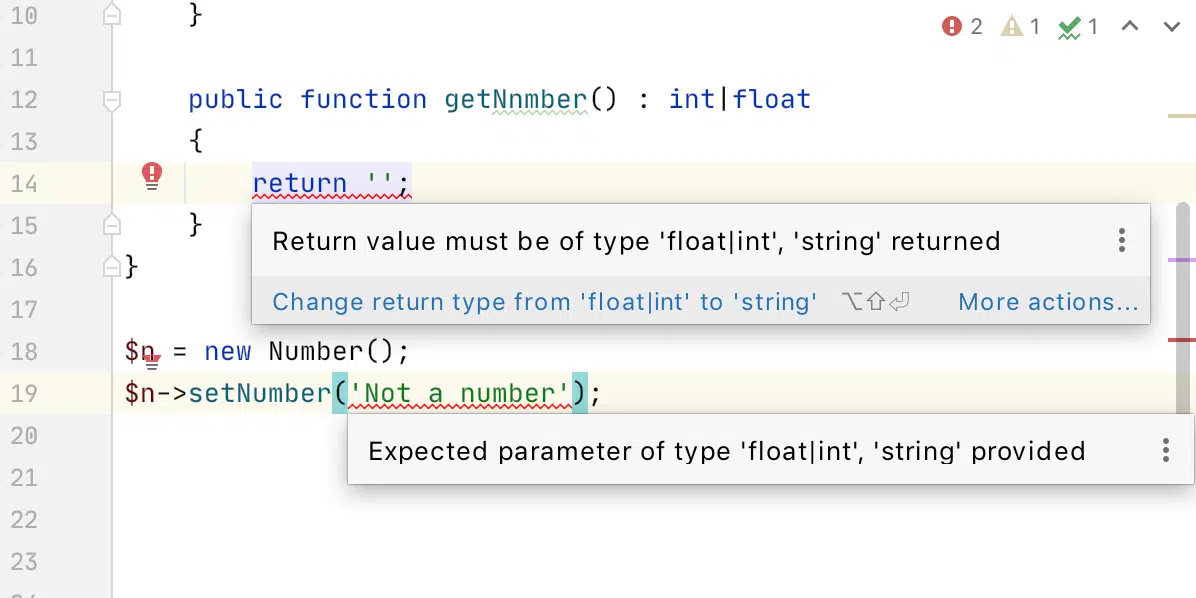 10 }
2 1 1
11
12 public function getNnmber() : int|float
13 {
14 return '';
15 }
Return value must be of type 'float|int', 'string' returned
16 }
Change return type from 'float|int' to 'string' ⌥⇧⏎ More actions...
17
18 $n = new Number();
19 $n->setNumber('Not a number');
20
Expected parameter of type 'float|int', 'string' provided
21
22
23